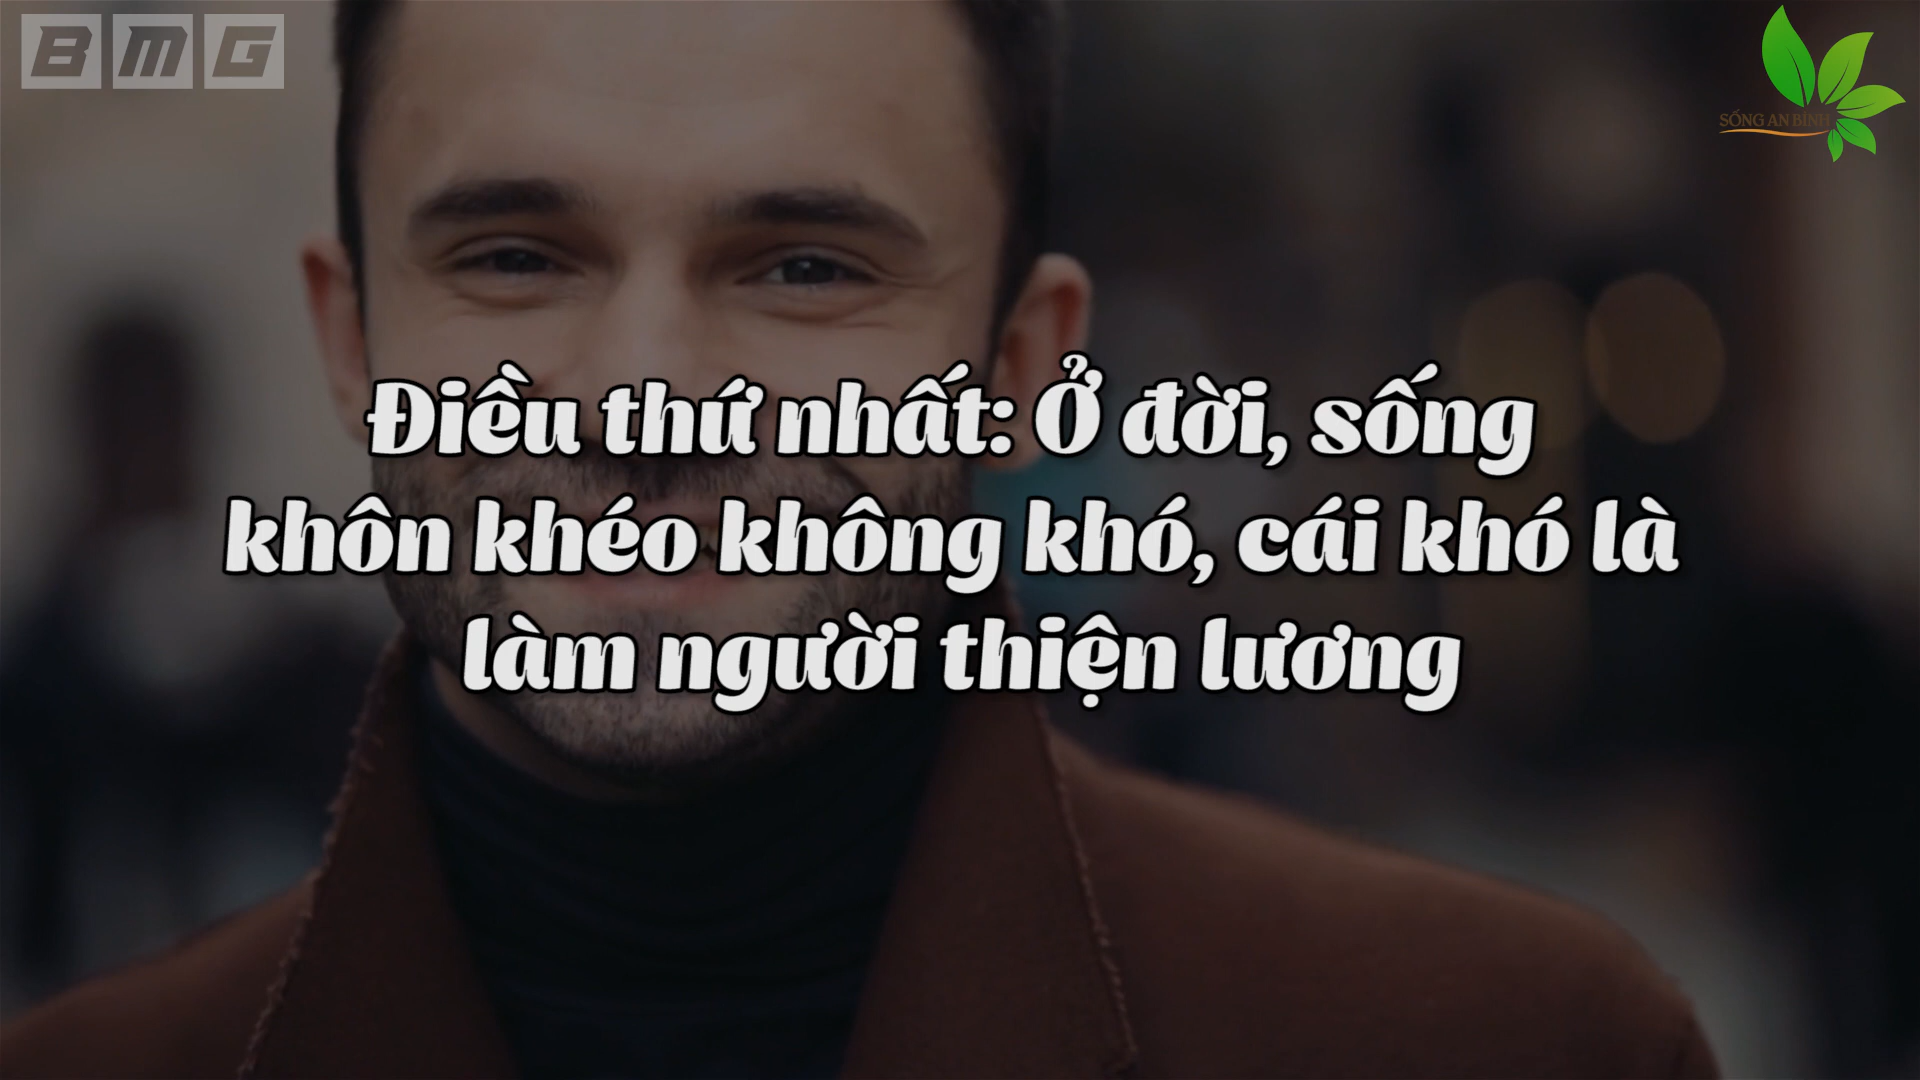 BMG
SỐNG AN BÌNH
Điều thứ nhất: Ở đời, sống
khôn khéo không khó, cái khó là
làm người thiện lương